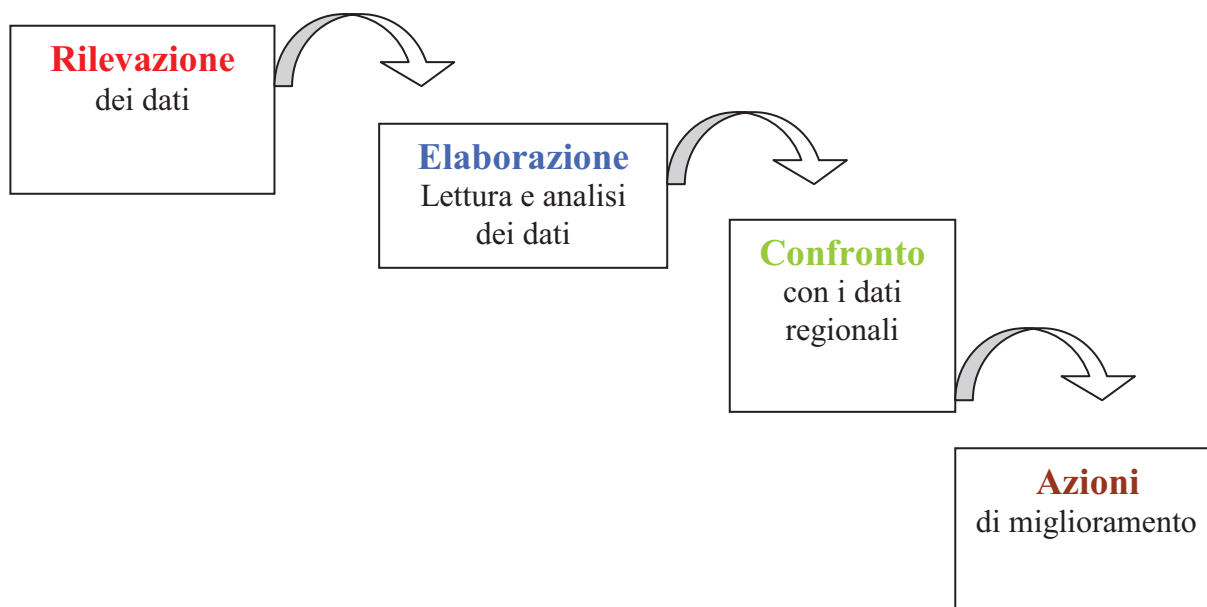 Rilevazione
dei dati
Elaborazione
Lettura e analisi
dei dati
Confronto
con i dati
regionali
Azioni
di miglioramento